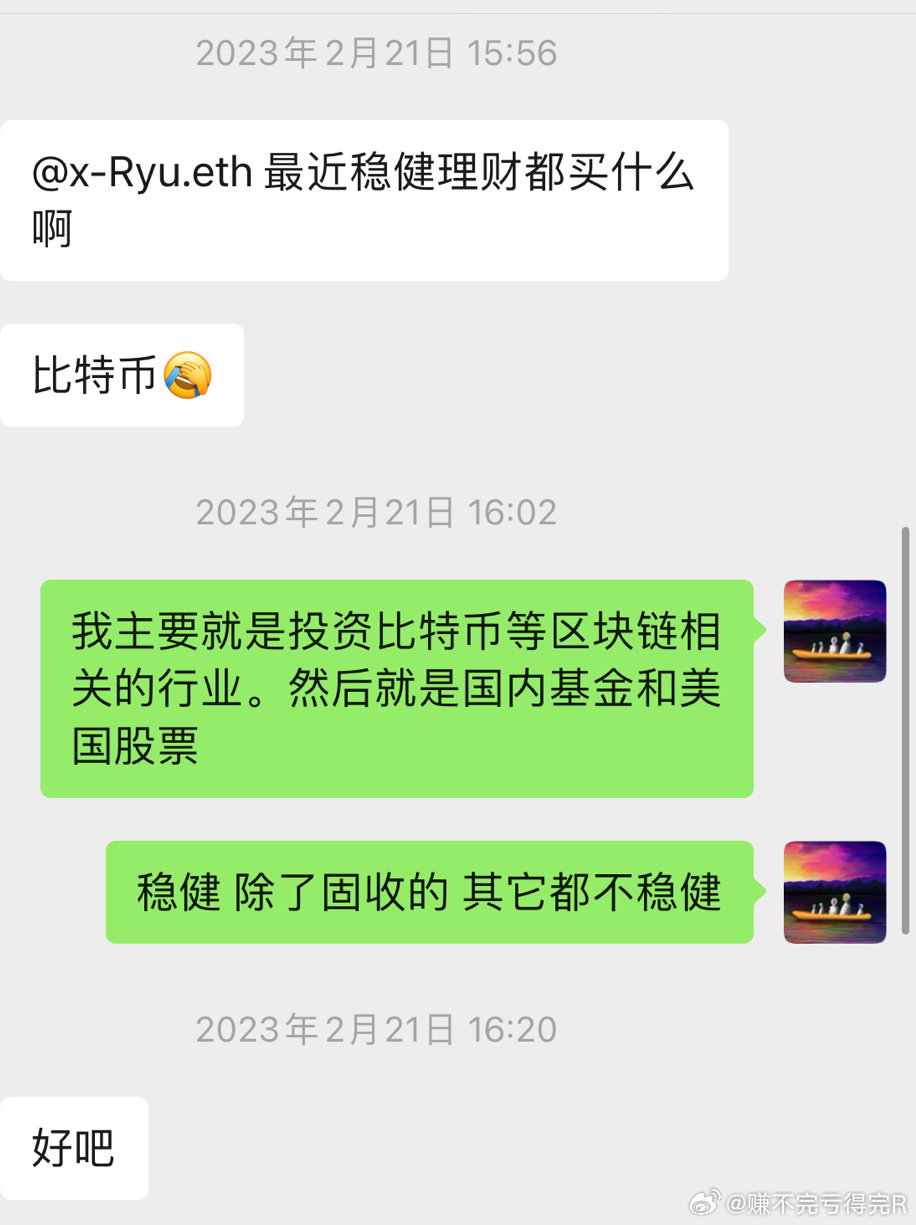 2023年2月21日 15:56
@x-Ryu.eth 最近稳健理财都买什么
啊
比特币🤦
2023年2月21日 16:02
我主要就是投资比特币等区块链相
关的行业。然后就是国内基金和美
国股票
稳健 除了固收的 其它都不稳健
2023年2月21日 16:20
好吧
@赚不完亏得完R